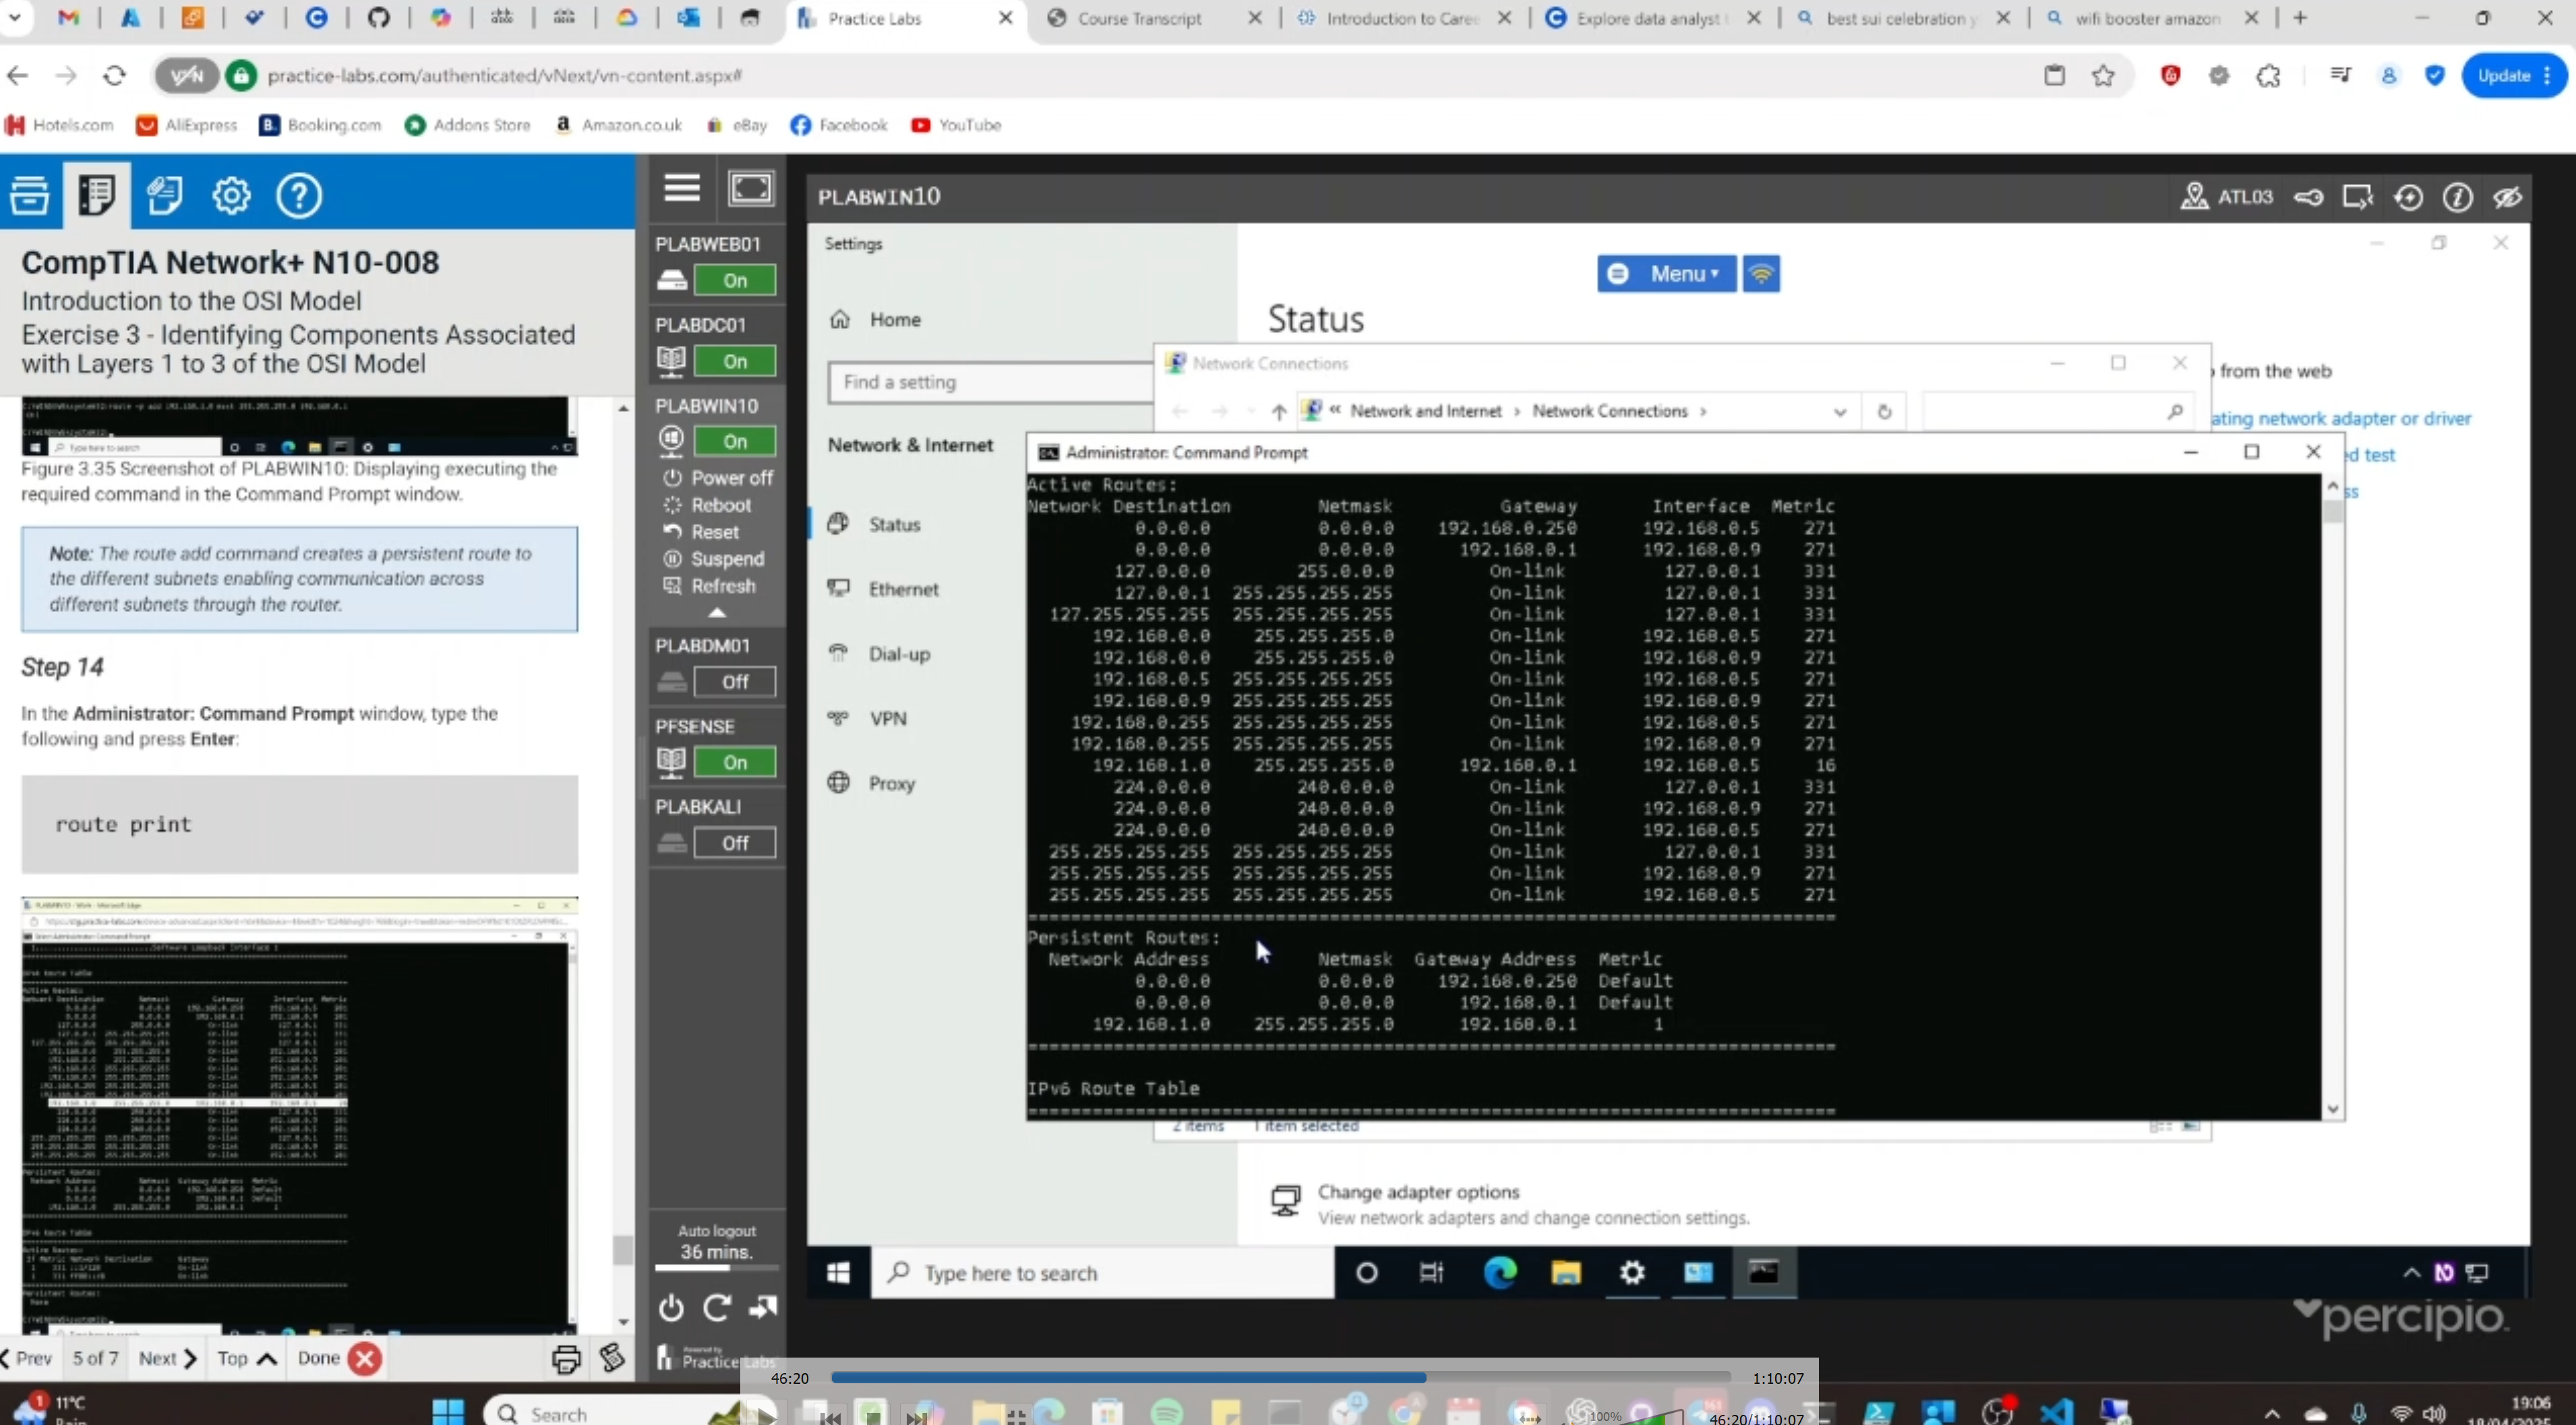 Practice Labs
Course Transcript
Introduction to Caree
Explore data analyst t
best sui celebration y
wifi booster amazon
VPN
practice-labs.com/authenticated/vNext/vn-content.aspx#
Update
Hotels.com
AliExpress
Booking.com
Addons Store
Amazon.co.uk
eBay
Facebook
YouTube
CompTIA Network+ N10-008
Introduction to the OSI Model
Exercise 3 - Identifying Components Associated
with Layers 1 to 3 of the OSI Model
Type here to search
Figure 3.35 Screenshot of PLABWIN10: Displaying executing the
required command in the Command Prompt window.
Note: The route add command creates a persistent route to
the different subnets enabling communication across
different subnets through the router.
Step 14
In the Administrator: Command Prompt window, type the
following and press Enter:
route print
Prev
5 of 7
Next
Top
Done
PLABWEB01
On
PLABDC01
On
PLABWIN10
On
Power off
Reboot
Reset
Suspend
Refresh
PLABDM01
Off
PFSENSE
On
PLABKALI
Off
Auto logout
36 mins.
Powered by
Practice Labs
PLABWIN10
ATL03
Settings
Home
Find a setting
Network & Internet
Status
Ethernet
Dial-up
VPN
Proxy
Menu
Status
from the web
ating network adapter or driver
ed test
ss
Network Connections
« Network and Internet › Network Connections ›
Administrator: Command Prompt
Active Routes:
Network Destination Netmask Gateway Interface Metric
0.0.0.0 0.0.0.0 192.168.0.250 192.168.0.5 271
0.0.0.0 0.0.0.0 192.168.0.1 192.168.0.9 271
127.0.0.0 255.0.0.0 On-link 127.0.0.1 331
127.0.0.1 255.255.255.255 On-link 127.0.0.1 331
127.255.255.255 255.255.255.255 On-link 127.0.0.1 331
192.168.0.0 255.255.255.0 On-link 192.168.0.5 271
192.168.0.0 255.255.255.0 On-link 192.168.0.9 271
192.168.0.5 255.255.255.255 On-link 192.168.0.5 271
192.168.0.9 255.255.255.255 On-link 192.168.0.9 271
192.168.0.255 255.255.255.255 On-link 192.168.0.5 271
192.168.0.255 255.255.255.255 On-link 192.168.0.9 271
192.168.1.0 255.255.255.0 192.168.0.1 192.168.0.5 16
224.0.0.0 240.0.0.0 On-link 127.0.0.1 331
224.0.0.0 240.0.0.0 On-link 192.168.0.9 271
224.0.0.0 240.0.0.0 On-link 192.168.0.5 271
255.255.255.255 255.255.255.255 On-link 127.0.0.1 331
255.255.255.255 255.255.255.255 On-link 192.168.0.9 271
255.255.255.255 255.255.255.255 On-link 192.168.0.5 271
Persistent Routes:
Network Address Netmask Gateway Address Metric
0.0.0.0 0.0.0.0 192.168.0.250 Default
0.0.0.0 0.0.0.0 192.168.0.1 Default
192.168.1.0 255.255.255.0 192.168.0.1 1
IPv6 Route Table
2 items 1 item selected
Change adapter options
View network adapters and change connection settings.
Type here to search
percipio.
46:20
1:10:07
1
11°C
Rain
Search
100%
46:20/1:10:07
19:06
18/04/2025